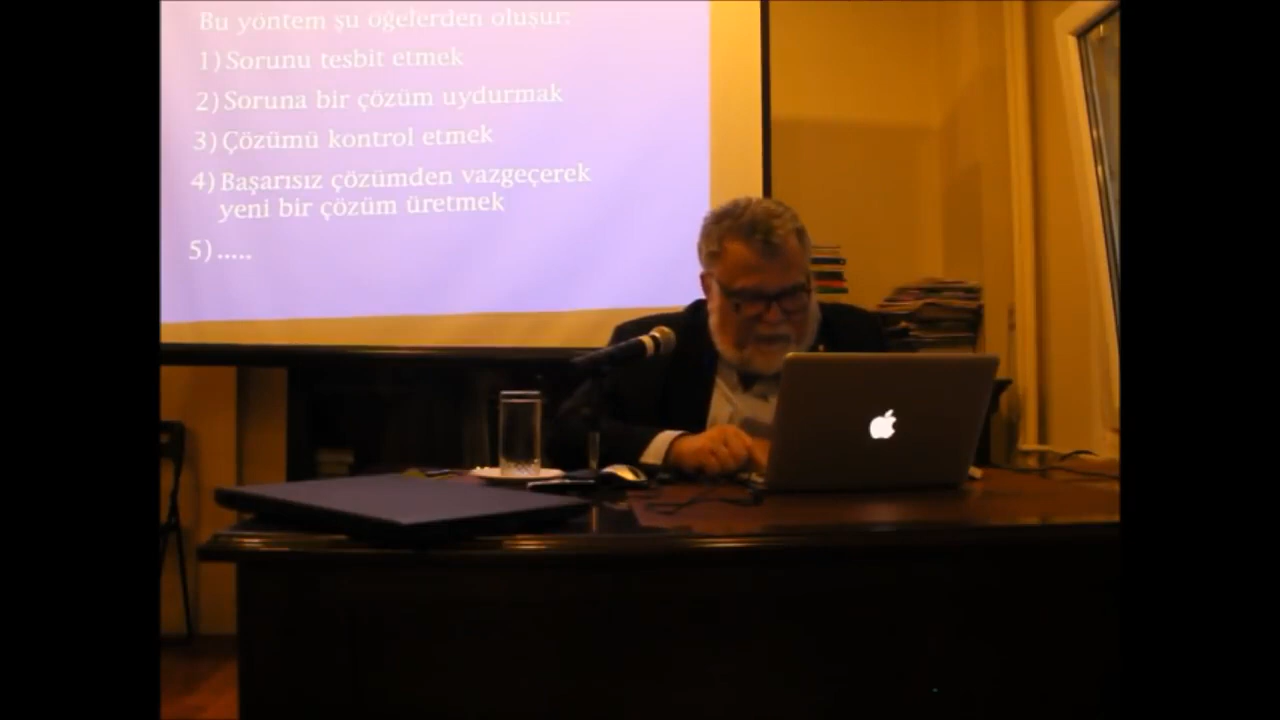 Bu yöntem şu öğelerden oluşur:
1) Sorunu tesbit etmek
2) Soruna bir çözüm uydurmak
3) Çözümü kontrol etmek
4) Başarısız çözümden vazgeçerek
yeni bir çözüm üretmek
5) .....